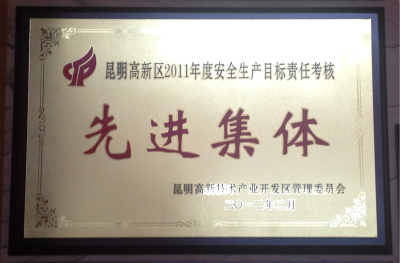 昆明高新区2011年度安全生产目标责任考核
先进集体
昆明高新技术产业开发区管理委员会
二〇一二年二月